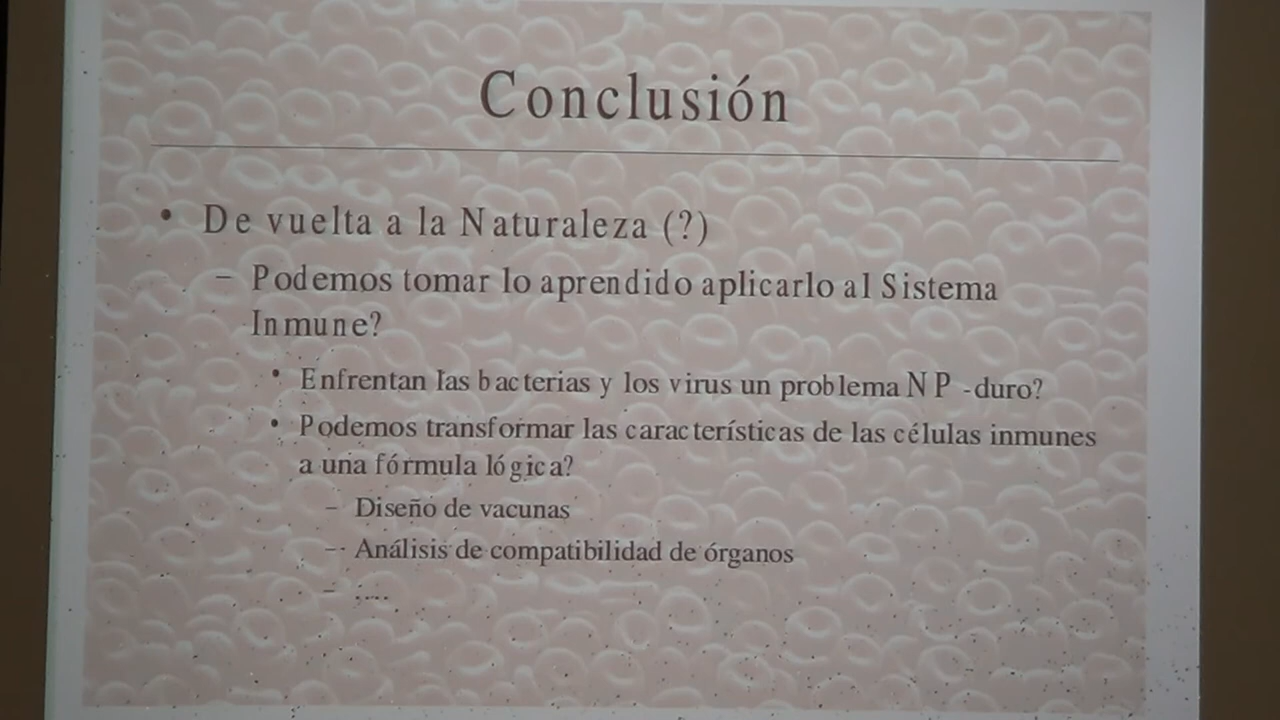 Conclusión
• De vuelta a la Naturaleza (?)
– Podemos tomar lo aprendido aplicarlo al Sistema
Inmune?
• Enfrentan las bacterias y los virus un problema NP -duro?
• Podemos transformar las características de las células inmunes
a una fórmula lógica?
– Diseño de vacunas
– Análisis de compatibilidad de órganos
– ....